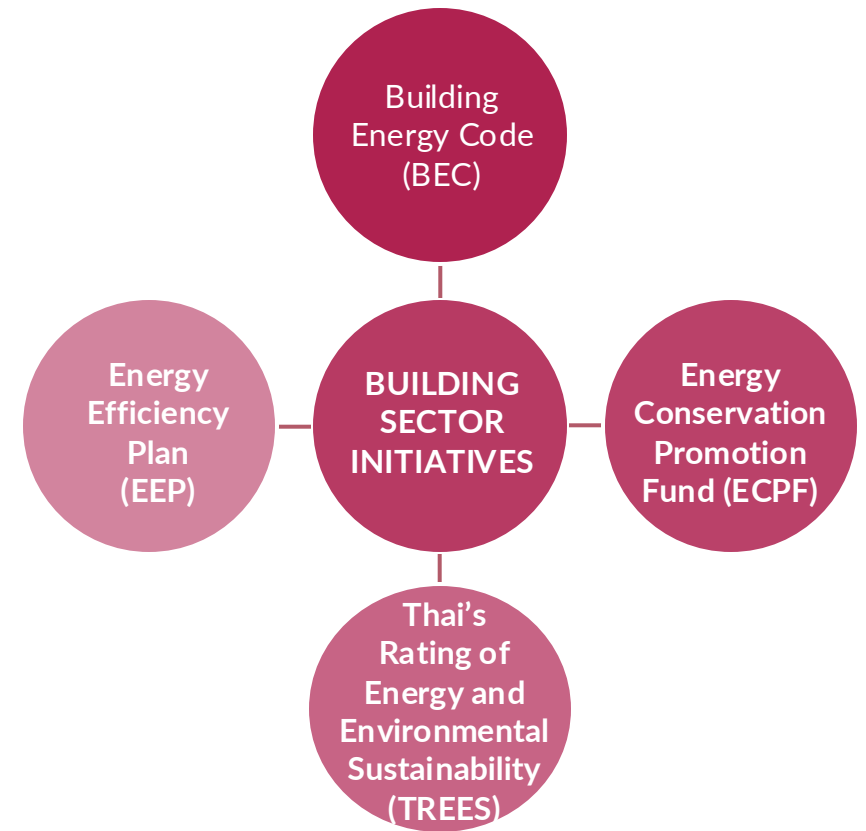 Building
Energy Code
(BEC)
Energy
Efficiency
Plan
(EEP)
BUILDING
SECTOR
INITIATIVES
Energy
Conservation
Promotion
Fund (ECPF)
Thai’s
Rating of
Energy and
Environmental
Sustainability
(TREES)